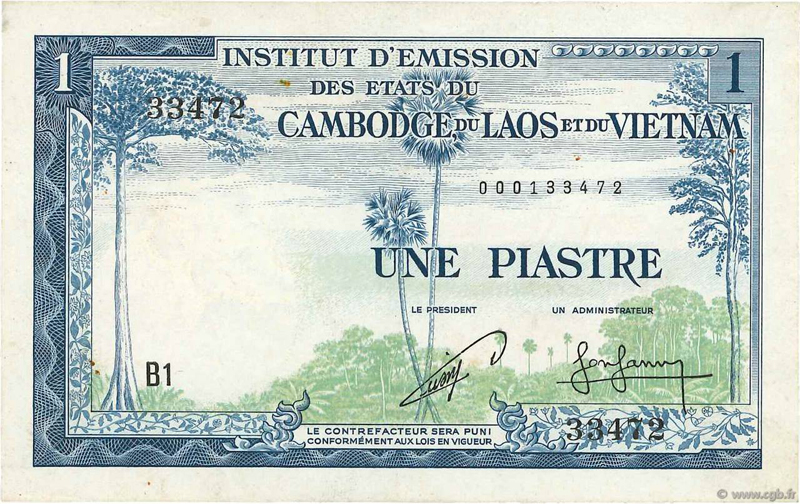 1
INSTITUT D'EMISSION
1
DES ETATS DU
33472
CAMBODGE DU LAOS ET DU VIETNAM
000133472
UNE PIASTRE
LE PRESIDENT
UN ADMINISTRATEUR
B1
33472
LE CONTREFACTEUR SERA PUNI
CONFORMÉMENT AUX LOIS EN VIGUEUR
© www.cgb.fr